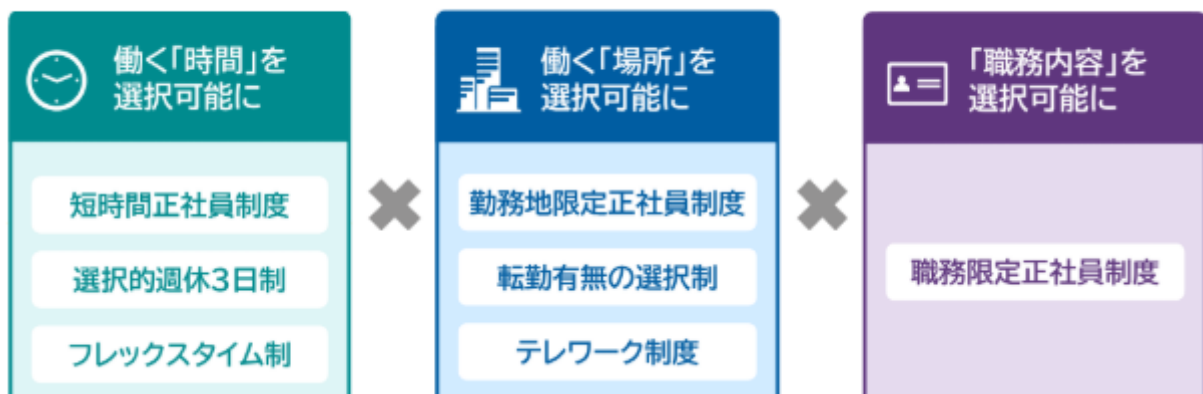 働く「時間」を
選択可能に
短時間正社員制度
選択的週休3日制
フレックスタイム制
働く「場所」を
選択可能に
勤務地限定正社員制度
転勤有無の選択制
テレワーク制度
「職務内容」を
選択可能に
職務限定正社員制度